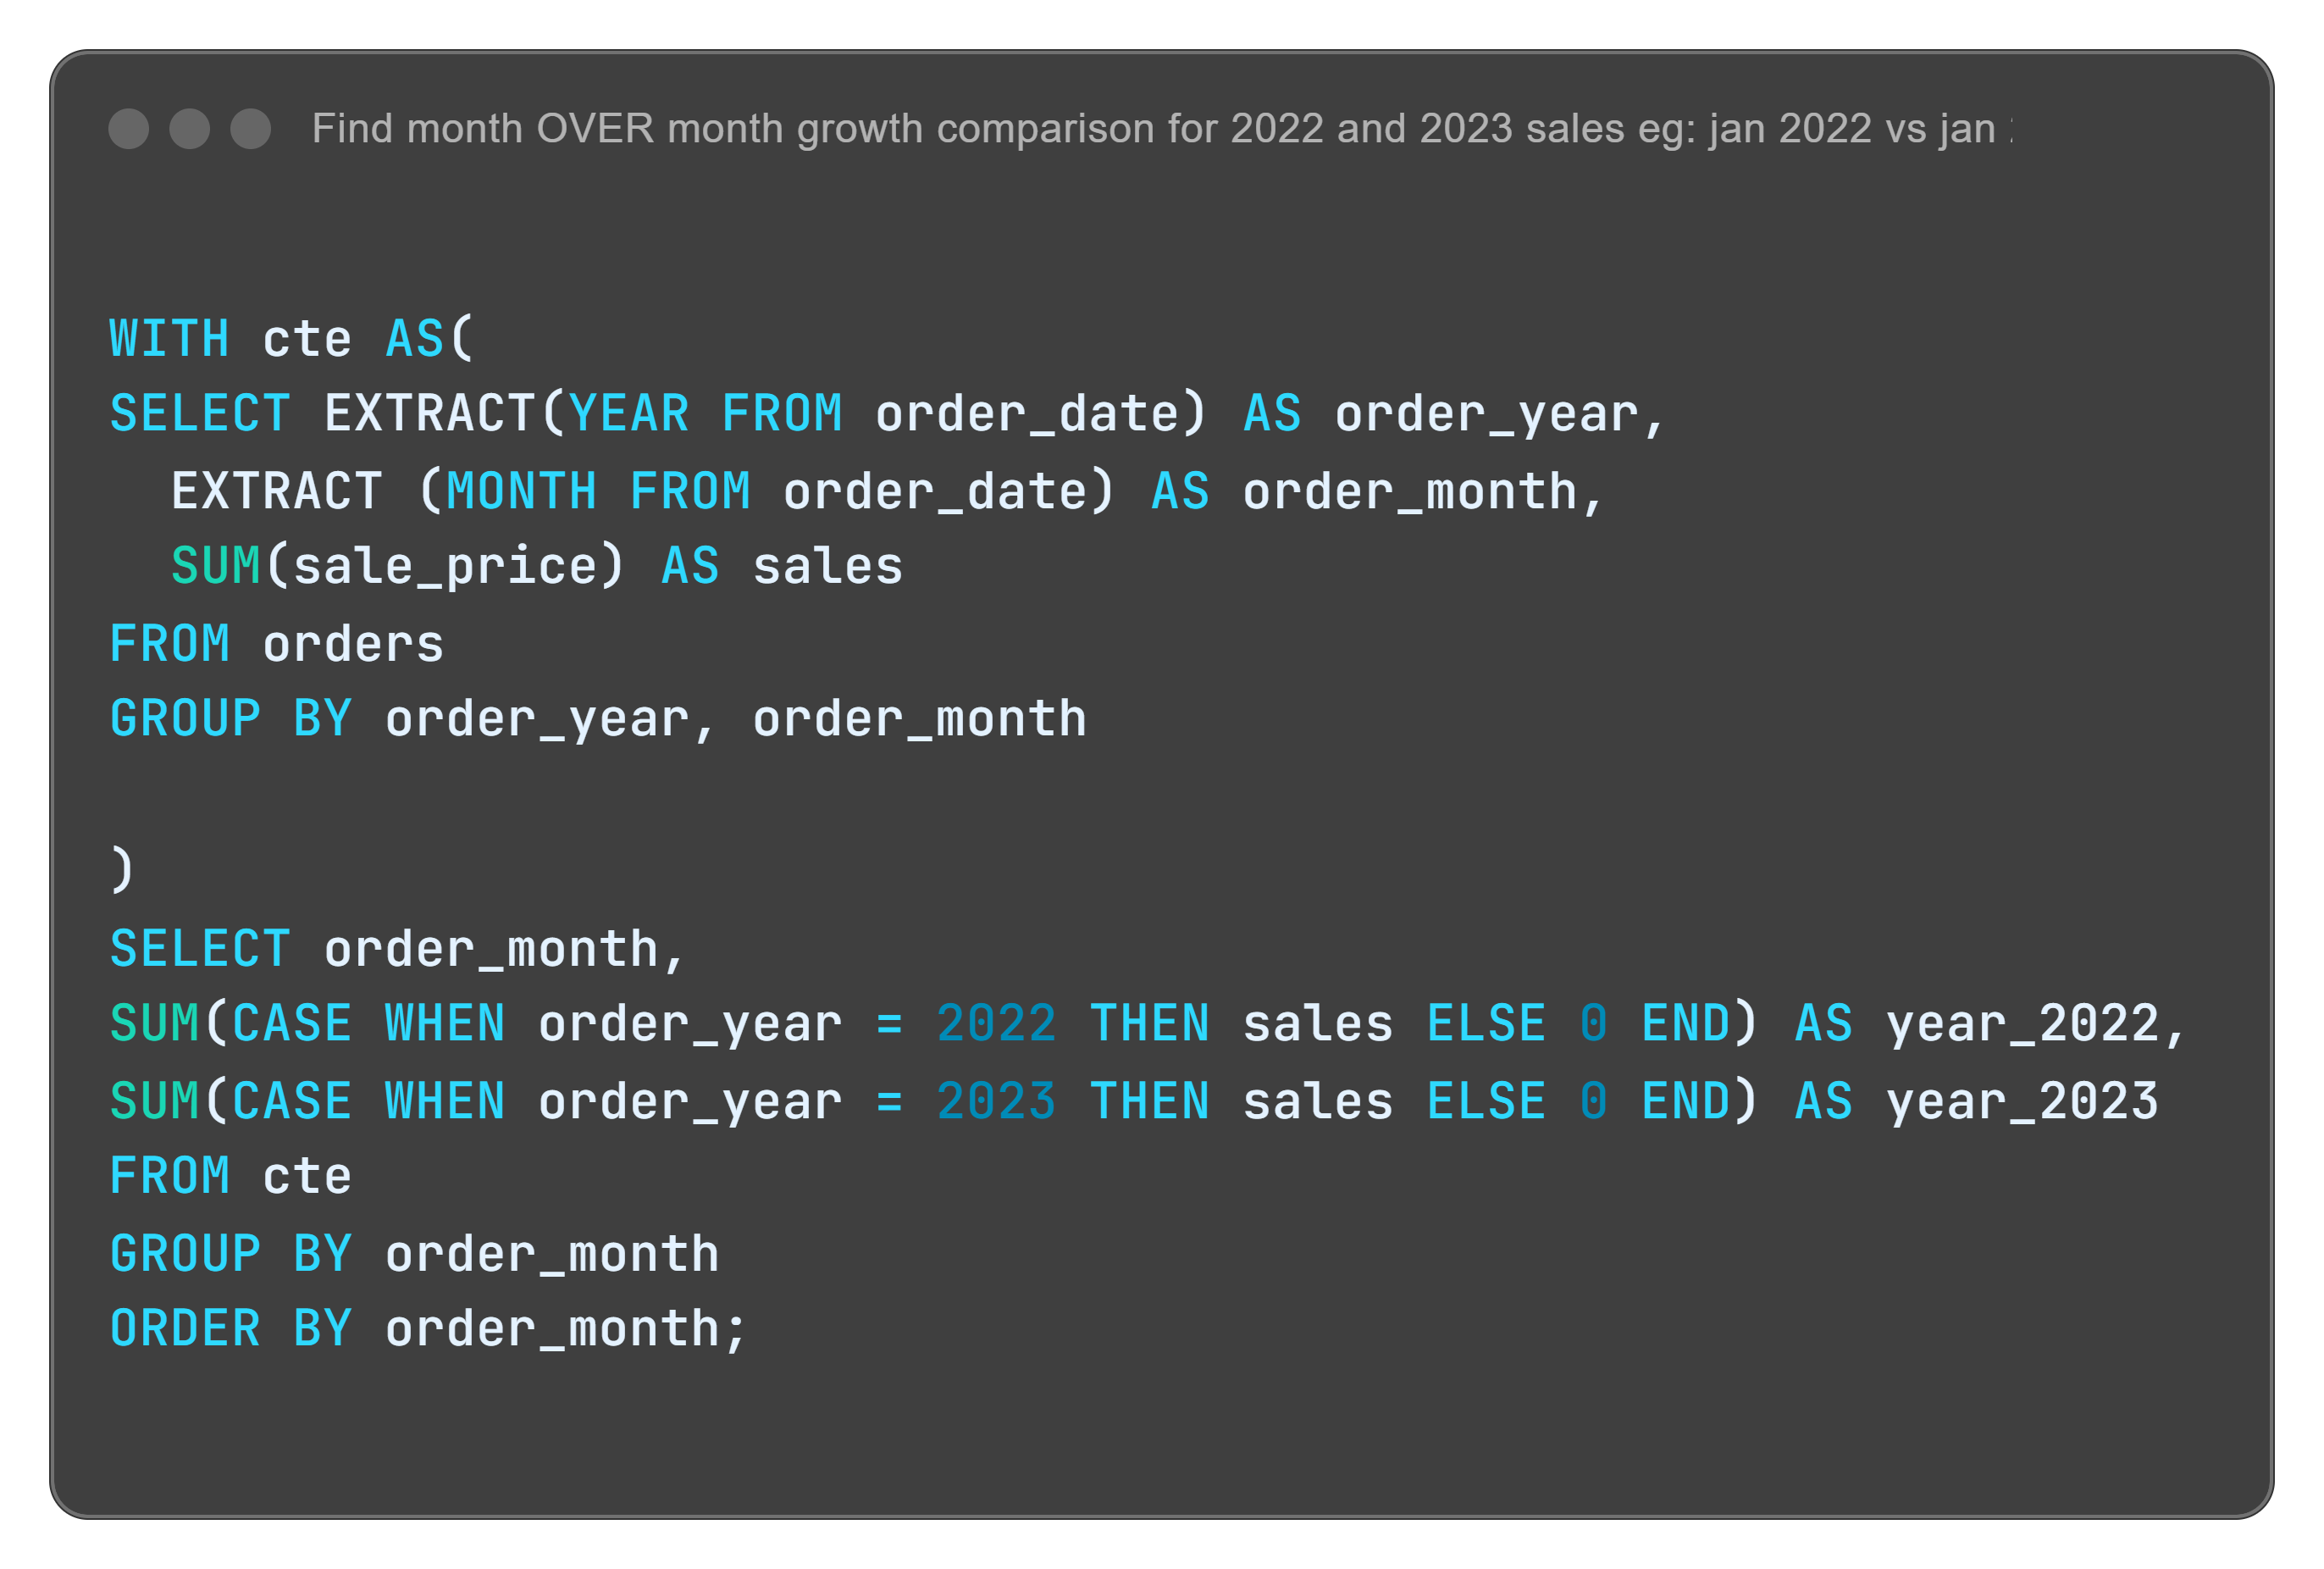 Find month OVER month growth comparison for 2022 and 2023 sales eg: jan 2022 vs jan
WITH cte AS(
SELECT EXTRACT(YEAR FROM order_date) AS order_year,
  EXTRACT (MONTH FROM order_date) AS order_month,
  SUM(sale_price) AS sales
FROM orders
GROUP BY order_year, order_month
)
SELECT order_month,
SUM(CASE WHEN order_year = 2022 THEN sales ELSE 0 END) AS year_2022,
SUM(CASE WHEN order_year = 2023 THEN sales ELSE 0 END) AS year_2023
FROM cte
GROUP BY order_month
ORDER BY order_month;